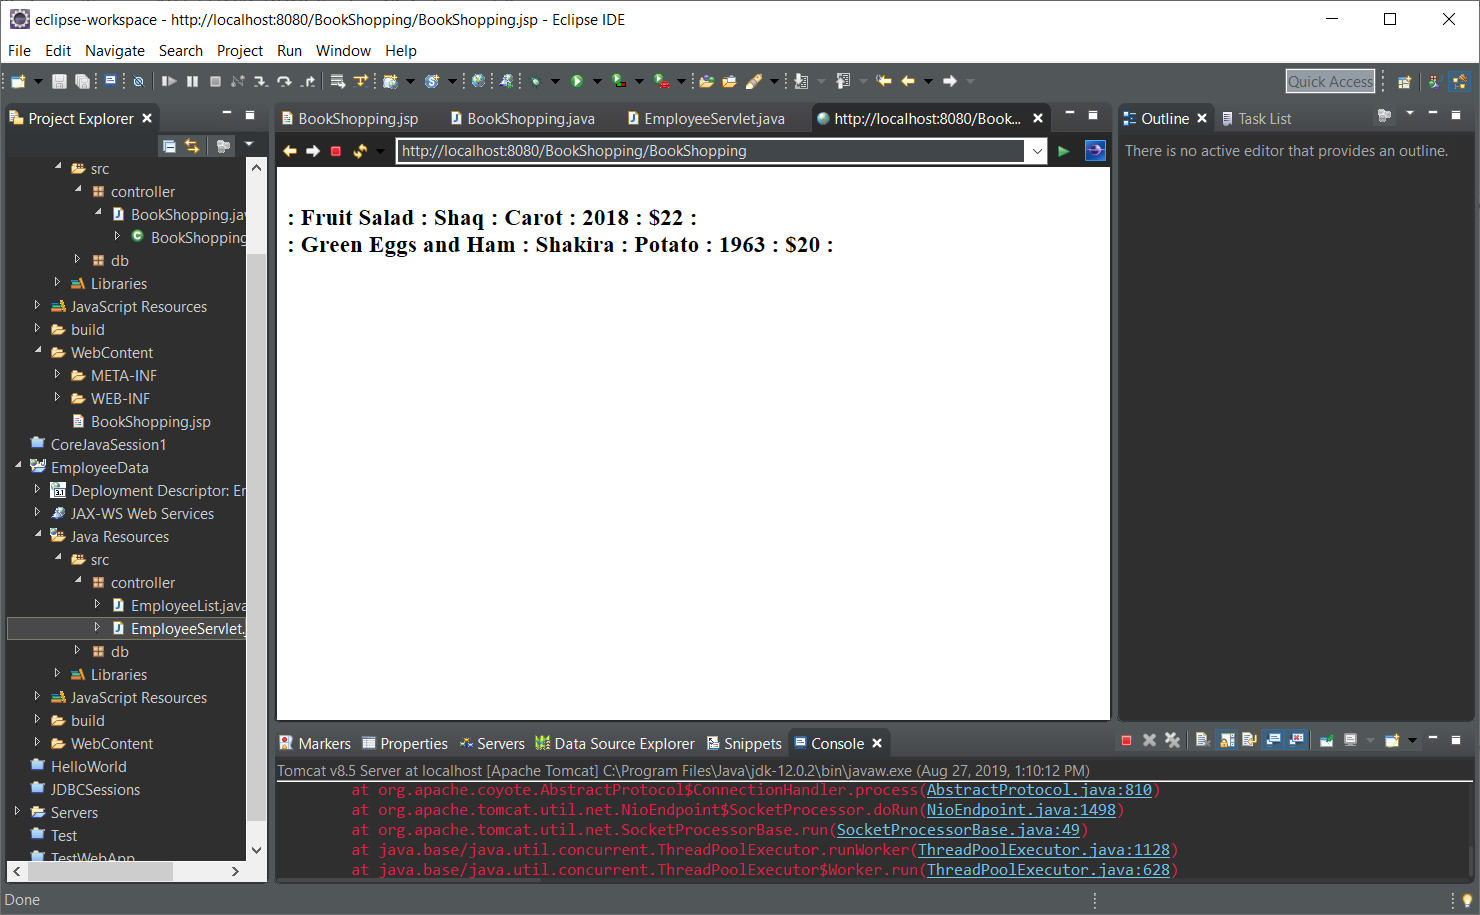 eclipse-workspace - http://localhost:8080/BookShopping/BookShopping.jsp - Eclipse IDE
File Edit Navigate Search Project Run Window Help
Quick Access
Project Explorer
src
controller
BookShopping.jav
BookShopping
db
Libraries
JavaScript Resources
build
WebContent
META-INF
WEB-INF
BookShopping.jsp
CoreJavaSession1
EmployeeData
Deployment Descriptor: Er
JAX-WS Web Services
Java Resources
src
controller
EmployeeList.java
EmployeeServlet.
db
Libraries
JavaScript Resources
build
WebContent
HelloWorld
JDBCSessions
Servers
Test
TestWebApp
BookShopping.jsp BookShopping.java EmployeeServlet.java http://localhost:8080/Book...
http://localhost:8080/BookShopping/BookShopping
: Fruit Salad : Shaq : Carot : 2018 : $22 :
: Green Eggs and Ham : Shakira : Potato : 1963 : $20 :
Outline Task List
There is no active editor that provides an outline.
Markers Properties Servers Data Source Explorer Snippets Console
Tomcat v8.5 Server at localhost [Apache Tomcat] C:\Program Files\Java\jdk-12.0.2\bin\javaw.exe (Aug 27, 2019, 1:10:12 PM)
at org.apache.coyote.AbstractProtocol$ConnectionHandler.process(AbstractProtocol.java:810)
at org.apache.tomcat.util.net.NioEndpoint$SocketProcessor.doRun(NioEndpoint.java:1498)
at org.apache.tomcat.util.net.SocketProcessorBase.run(SocketProcessorBase.java:49)
at java.base/java.util.concurrent.ThreadPoolExecutor.runWorker(ThreadPoolExecutor.java:1128)
at java.base/java.util.concurrent.ThreadPoolExecutor$Worker.run(ThreadPoolExecutor.java:628)
Done